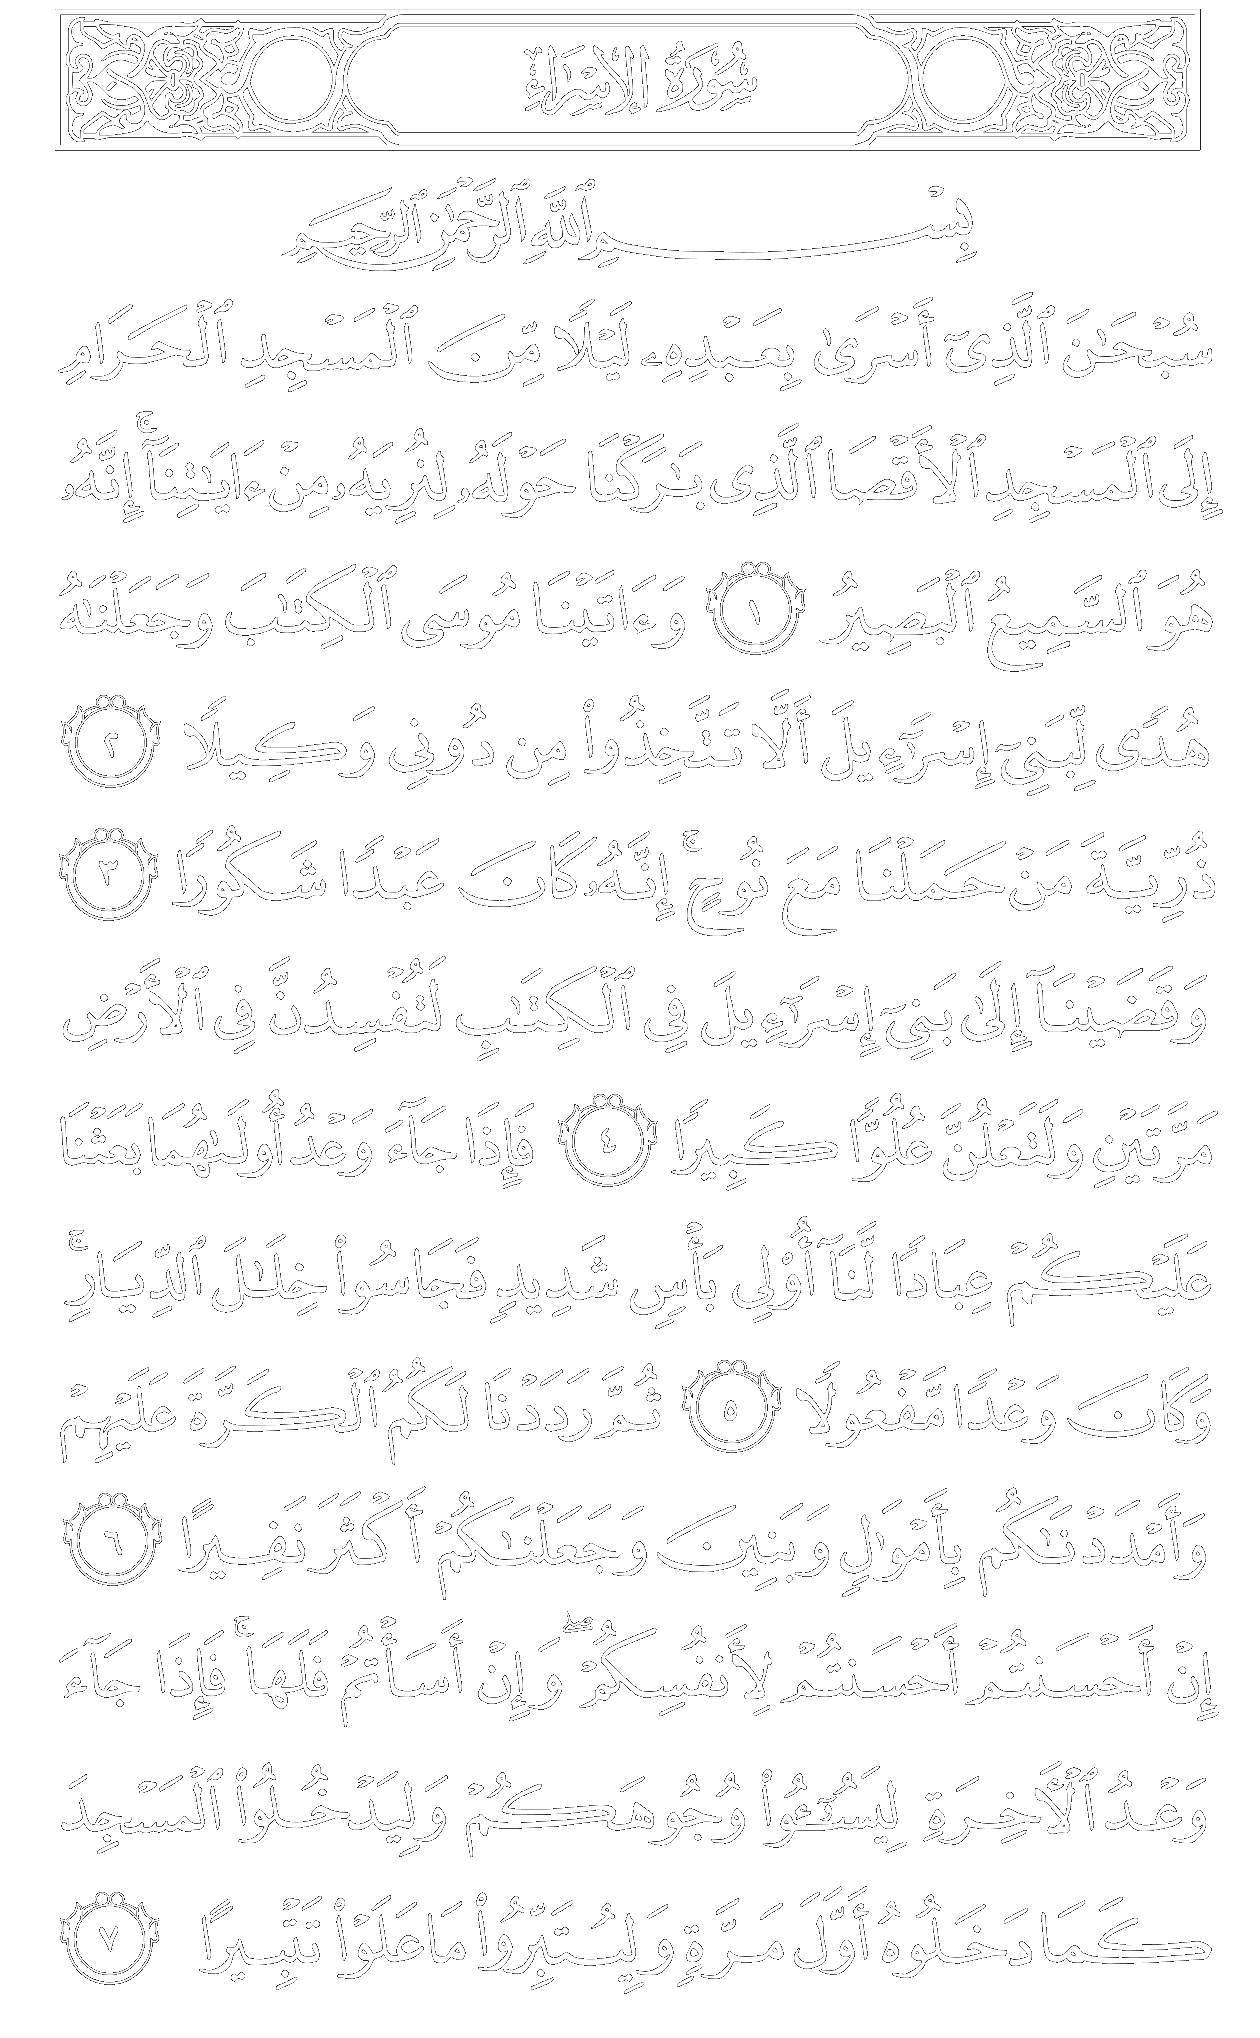 سُورَةُ الإِسْرَاءِ
بِسْمِ ٱللَّهِ ٱلرَّحْمَٰنِ ٱلرَّحِيمِ
سُبْحَٰنَ ٱلَّذِىٓ أَسْرَىٰ بِعَبْدِهِۦ لَيْلًا مِّنَ ٱلْمَسْجِدِ ٱلْحَرَامِ
إِلَى ٱلْمَسْجِدِ ٱلْأَقْصَا ٱلَّذِى بَٰرَكْنَا حَوْلَهُۥ لِنُرِيَهُۥ مِنْ ءَايَٰتِنَآ ۚ إِنَّهُۥ
هُوَ ٱلسَّمِيعُ ٱلْبَصِيرُ ١ وَءَاتَيْنَا مُوسَى ٱلْكِتَٰبَ وَجَعَلْنَٰهُ
هُدًى لِّبَنِىٓ إِسْرَٰٓءِيلَ أَلَّا تَتَّخِذُوا۟ مِن دُونِى وَكِيلًا ٢
ذُرِّيَّةَ مَنْ حَمَلْنَا مَعَ نُوحٍ ۚ إِنَّهُۥ كَانَ عَبْدًا شَكُورًا ٣
وَقَضَيْنَآ إِلَىٰ بَنِىٓ إِسْرَٰٓءِيلَ فِى ٱلْكِتَٰبِ لَتُفْسِدُنَّ فِى ٱلْأَرْضِ
مَرَّتَيْنِ وَلَتَعْلُنَّ عُلُوًّا كَبِيرًا ٤ فَإِذَا جَآءَ وَعْدُ أُولَىٰهُمَا بَعَثْنَا
عَلَيْكُمْ عِبَادًا لَّنَآ أُو۟لِى بَأْسٍ شَدِيدٍ فَجَاسُوا۟ خِلَٰلَ ٱلدِّيَارِ ۚ
وَكَانَ وَعْدًا مَّفْعُولًا ٥ ثُمَّ رَدَدْنَا لَكُمُ ٱلْكَرَّةَ عَلَيْهِمْ
وَأَمْدَدْنَٰكُم بِأَمْوَٰلٍ وَبَنِينَ وَجَعَلْنَٰكُمْ أَكْثَرَ نَفِيرًا ٦
إِنْ أَحْسَنتُمْ أَحْسَنتُمْ لِأَنفُسِكُمْ ۖ وَإِنْ أَسَأْتُمْ فَلَهَا ۚ فَإِذَا جَآءَ
وَعْدُ ٱلْـَٔاخِرَةِ لِيَسُـۥٓـُٔوا۟ وُجُوهَكُمْ وَلِيَدْخُلُوا۟ ٱلْمَسْجِدَ
كَمَا دَخَلُوهُ أَوَّلَ مَرَّةٍ وَلِيُتَبِّرُوا۟ مَا عَلَوْا۟ تَتْبِيرًا ٧